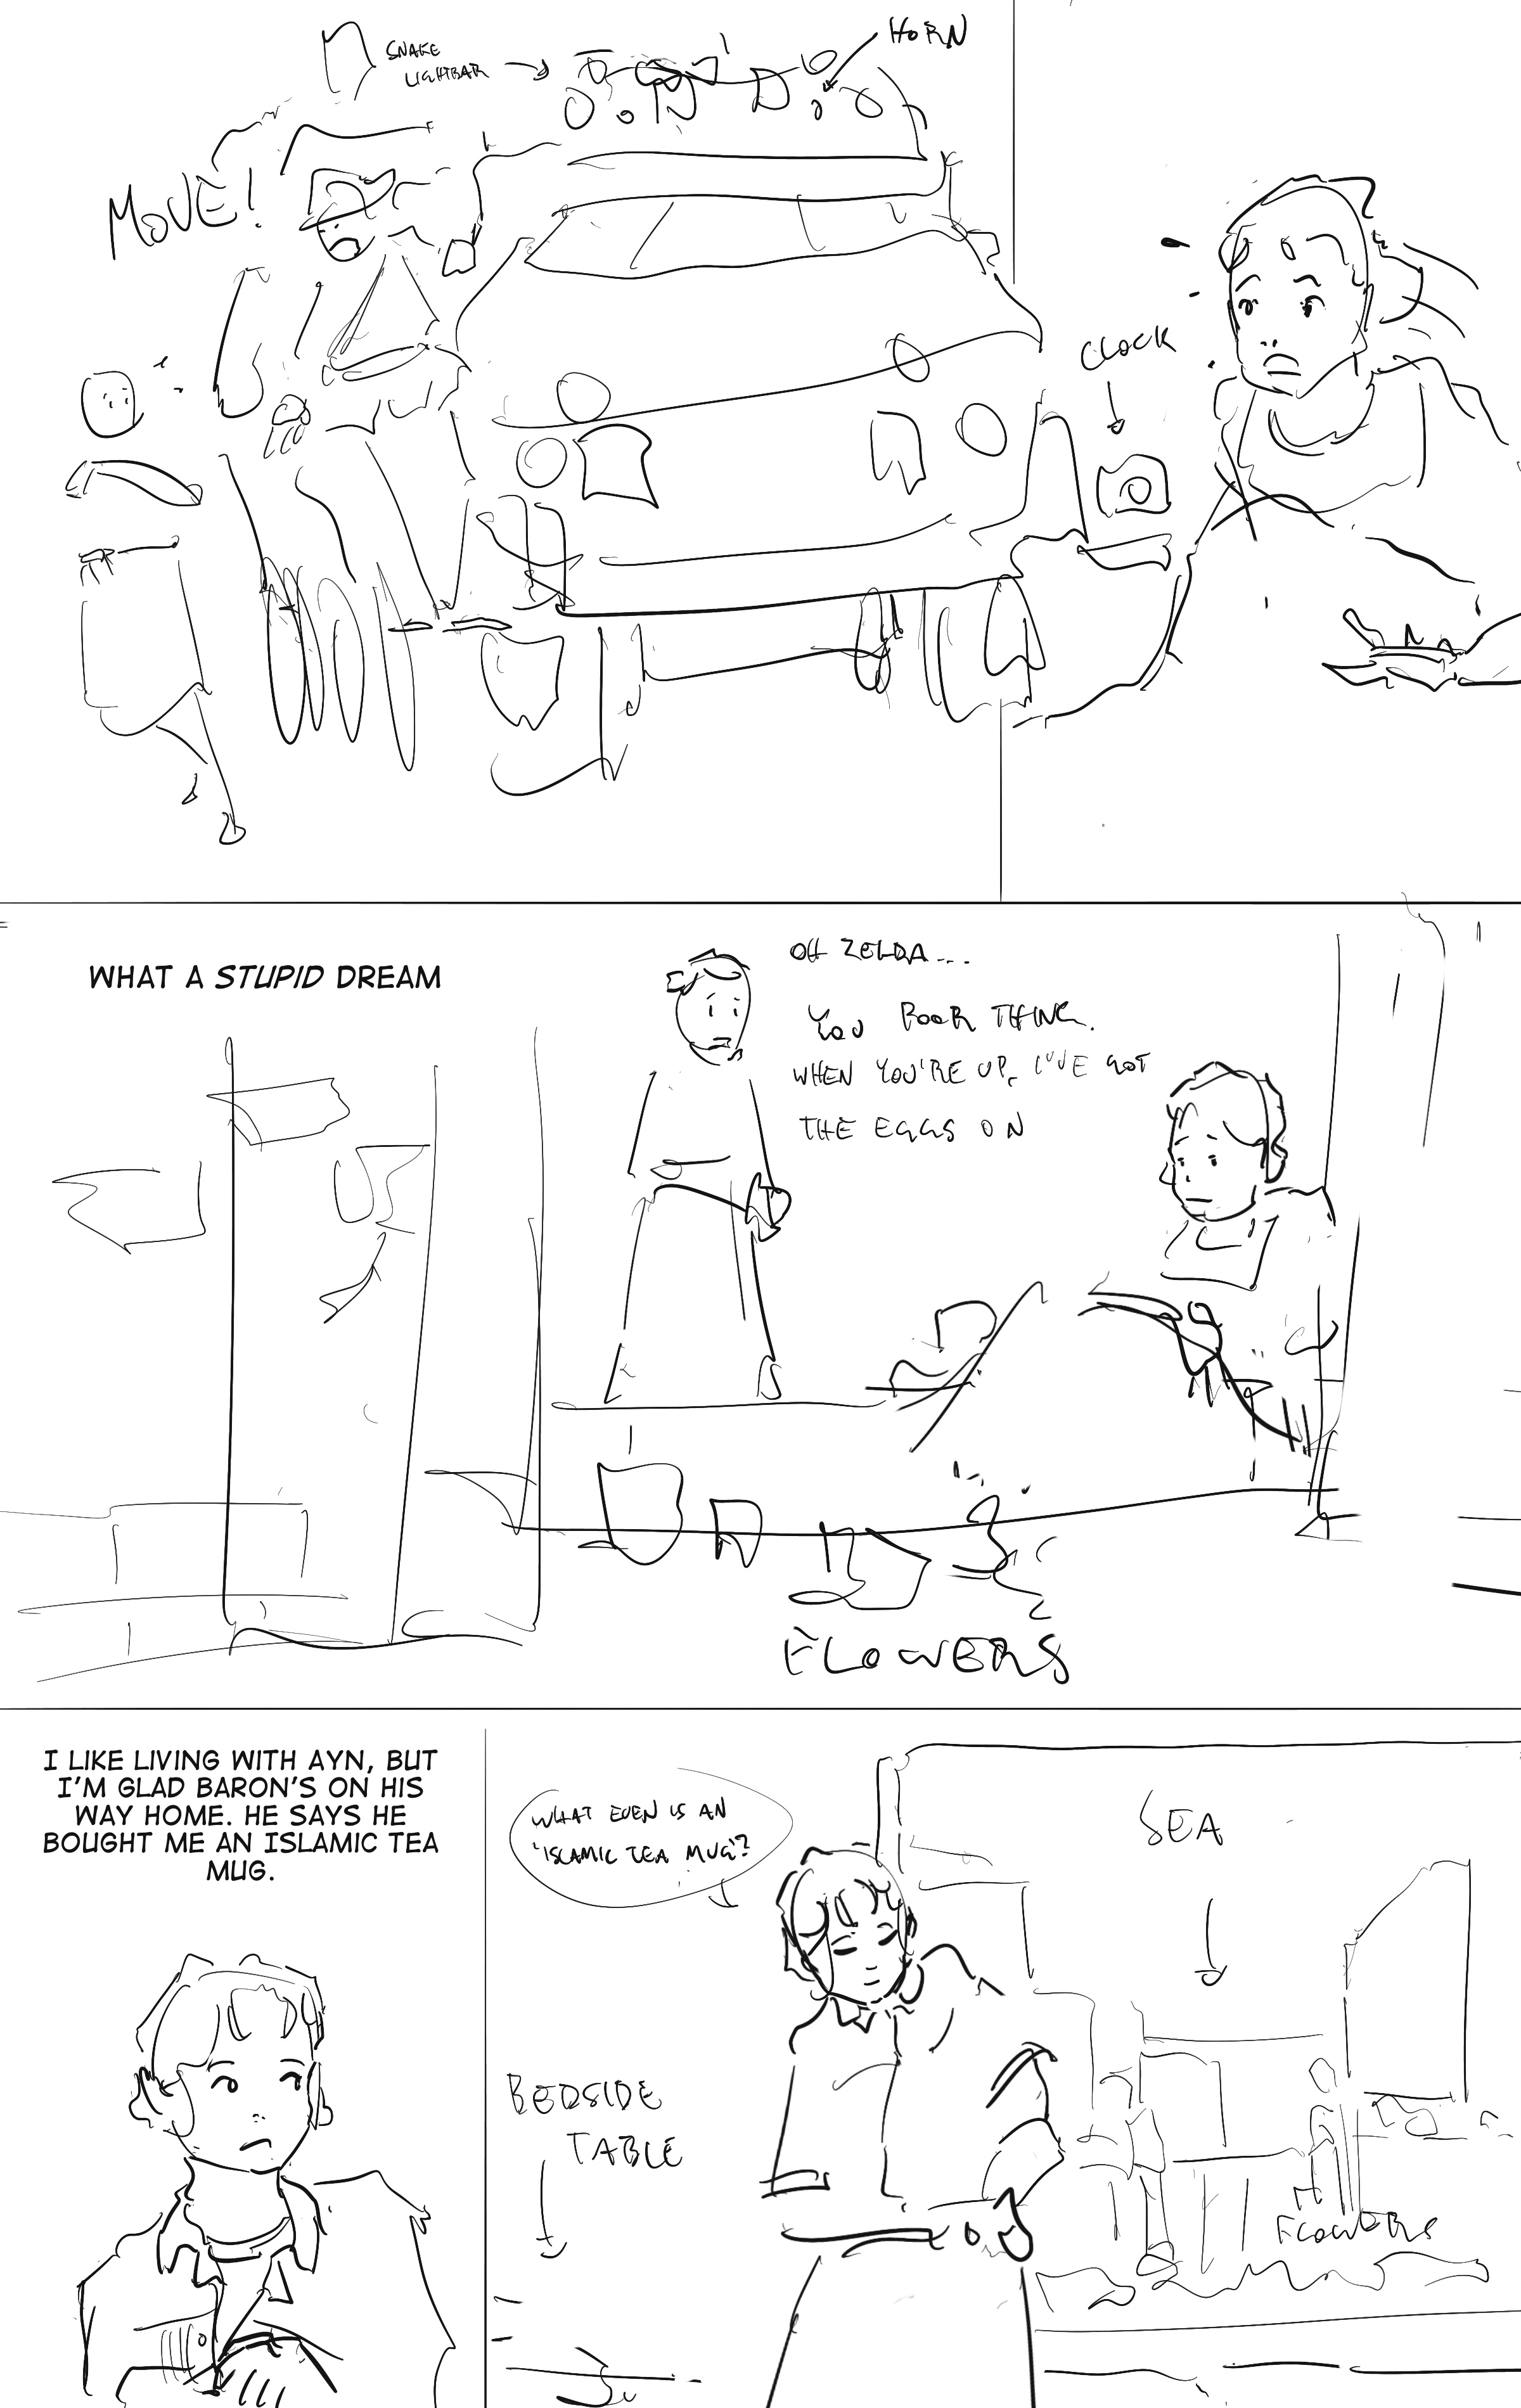 SNAKE
LIGHTBAR
HORN
MOVE!
CLOCK
WHAT A STUPID DREAM
OH ZELDA...
YOU POOR THING.
WHEN YOU'RE UP, I'VE GOT
THE EGGS ON
FLOWERS
I LIKE LIVING WITH AYN, BUT
I'M GLAD BARON'S ON HIS
WAY HOME. HE SAYS HE
BOUGHT ME AN ISLAMIC TEA
MUG.
WHAT EVEN IS AN
'ISLAMIC TEA MUG'?
SEA
BEDSIDE
TABLE
FLOWERS